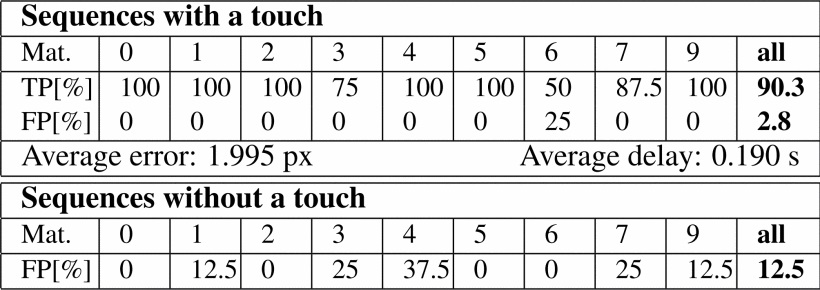 Sequences with a touch
Mat. 0 1 2 3 4 5 6 7 9 all
TP[%] 100 100 100 75 100 100 50 87.5 100 90.3
FP[%] 0 0 0 0 0 0 25 0 0 2.8
Average error: 1.995 px Average delay: 0.190 s
Sequences without a touch
Mat. 0 1 2 3 4 5 6 7 9 all
FP[%] 0 12.5 0 25 37.5 0 0 25 12.5 12.5